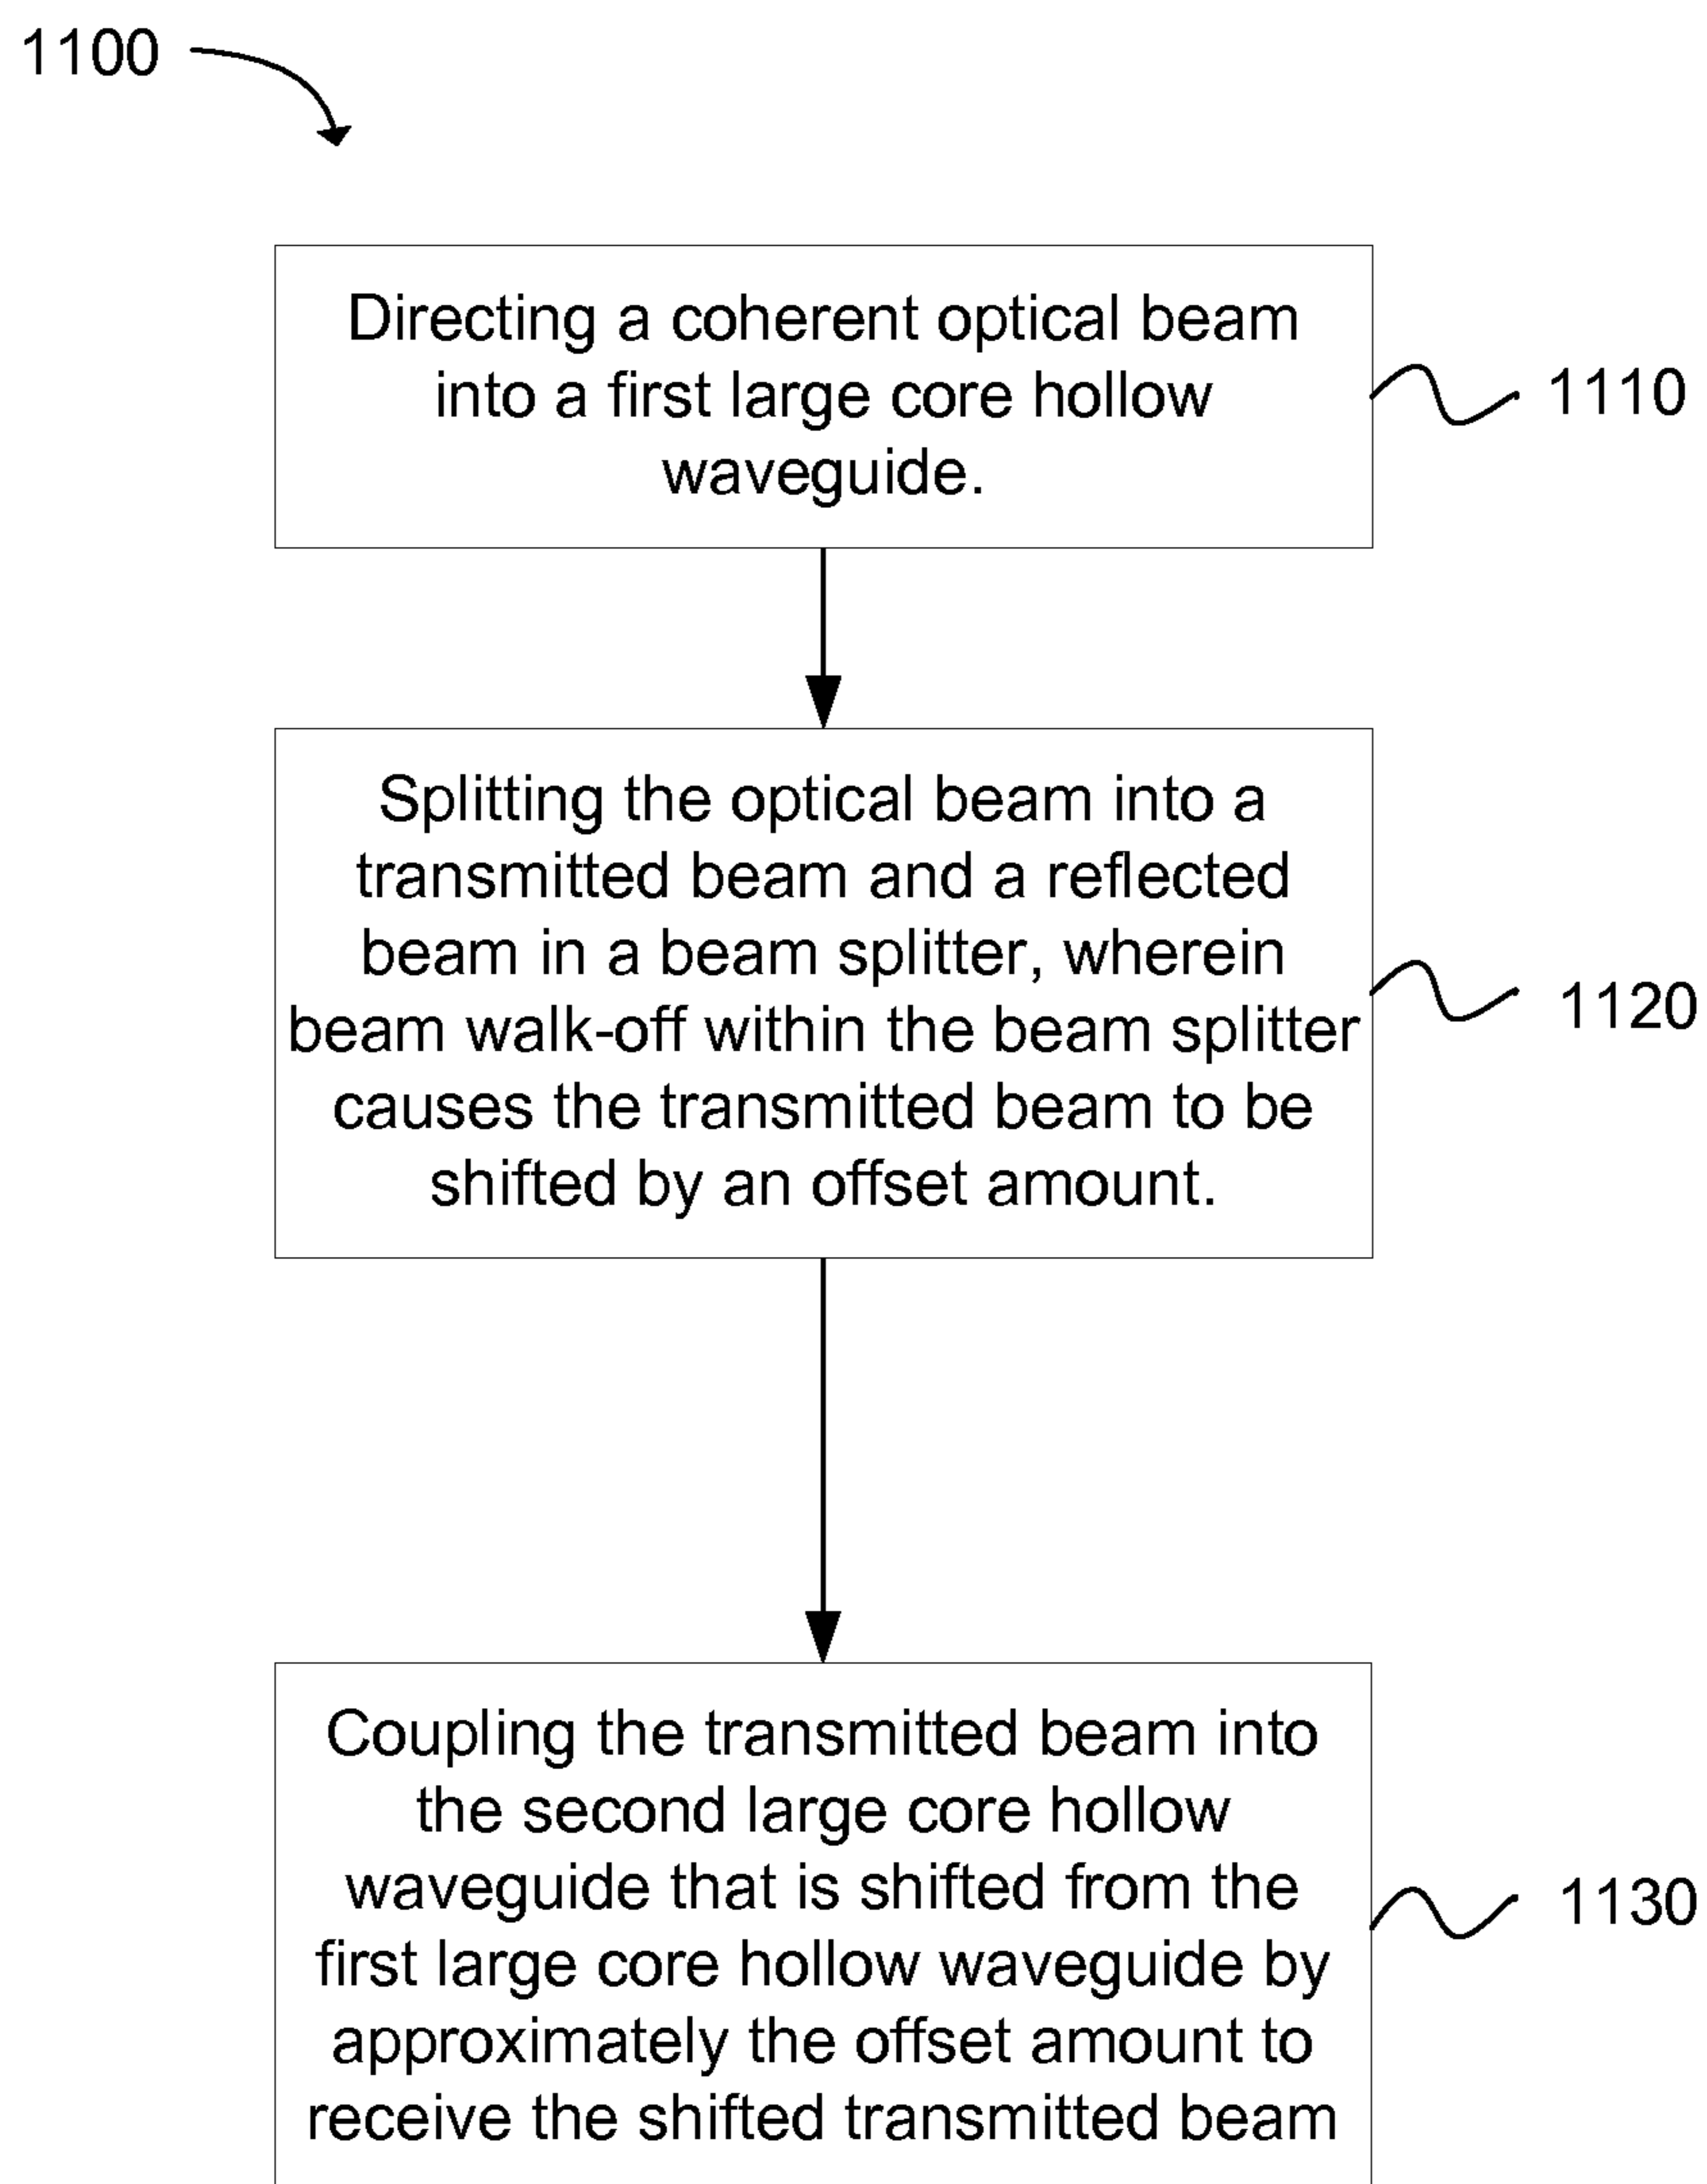 1100
Directing a coherent optical beam
into a first large core hollow
waveguide.
1110
Splitting the optical beam into a
transmitted beam and a reflected
beam in a beam splitter, wherein
beam walk-off within the beam splitter
causes the transmitted beam to be
shifted by an offset amount.
1120
Coupling the transmitted beam into
the second large core hollow
waveguide that is shifted from the
first large core hollow waveguide by
approximately the offset amount to
receive the shifted transmitted beam
1130